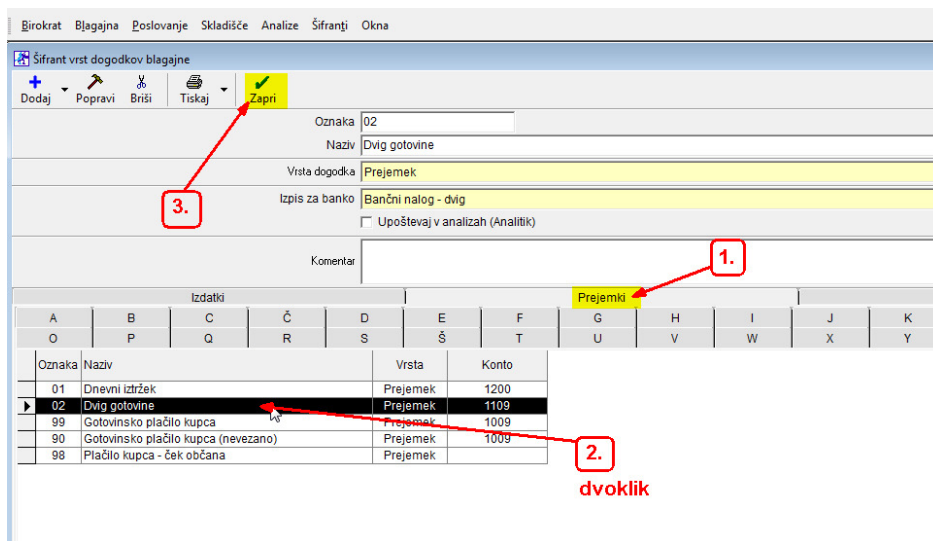 Birokrat Blagajna Poslovanje Skladišče Analize Šifranti Okna
Šifrant vrst dogodkov blagajne
Dodaj Popravi Briši Tiskaj Zapri
Oznaka 02
Naziv Dvig gotovine
Vrsta dogodka Prejemek
Izpis za banko Bančni nalog - dvig
Upoštevaj v analizah (Analitik)
3.
Komentar
1.
Izdatki Prejemki
A B C Č D E F G H I J K
O P Q R S Š T U V W X Y
Oznaka Naziv Vrsta Konto
01 Dnevni iztržek Prejemek 1200
02 Dvig gotovine Prejemek 1109
99 Gotovinsko plačilo kupca Prejemek 1009
90 Gotovinsko plačilo kupca (nevezano) Prejemek 1009
98 Plačilo kupca - ček občana Prejemek
2.
dvoklik